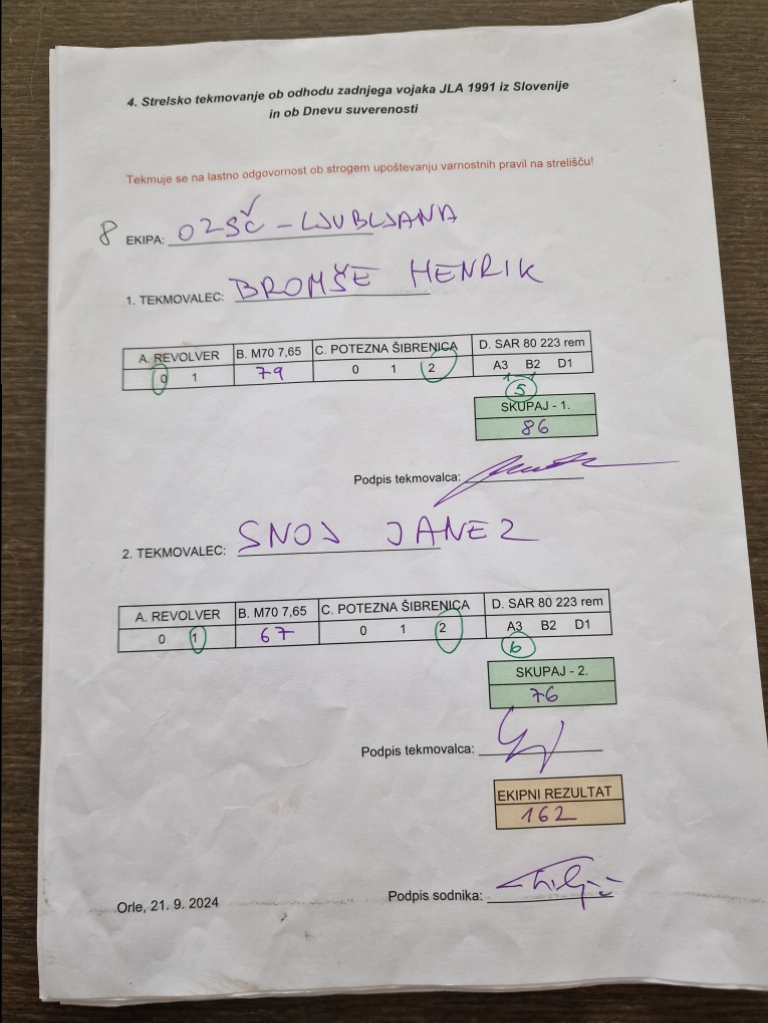 4. Strelsko tekmovanje ob odhodu zadnjega vojaka JLA 1991 iz Slovenije
in ob Dnevu suverenosti
Tekmuje se na lastno odgovornost ob strogem upoštevanju varnostnih pravil na strelišču!
8 EKIPA: OZSČ - LJUBLJANA
1. TEKMOVALEC: BROMŠE HENRIK
A. REVOLVER B. M70 7,65 C. POTEZNA ŠIBRENICA D. SAR 80 223 rem
0 1 79 0 1 2 A3 B2 D1
5
SKUPAJ - 1.
86
Podpis tekmovalca:
2. TEKMOVALEC: SNOJ JANEZ
A. REVOLVER B. M70 7,65 C. POTEZNA ŠIBRENICA D. SAR 80 223 rem
0 1 67 0 1 2 A3 B2 D1
6
SKUPAJ - 2.
76
Podpis tekmovalca:
EKIPNI REZULTAT
162
Orle, 21. 9. 2024 Podpis sodnika: